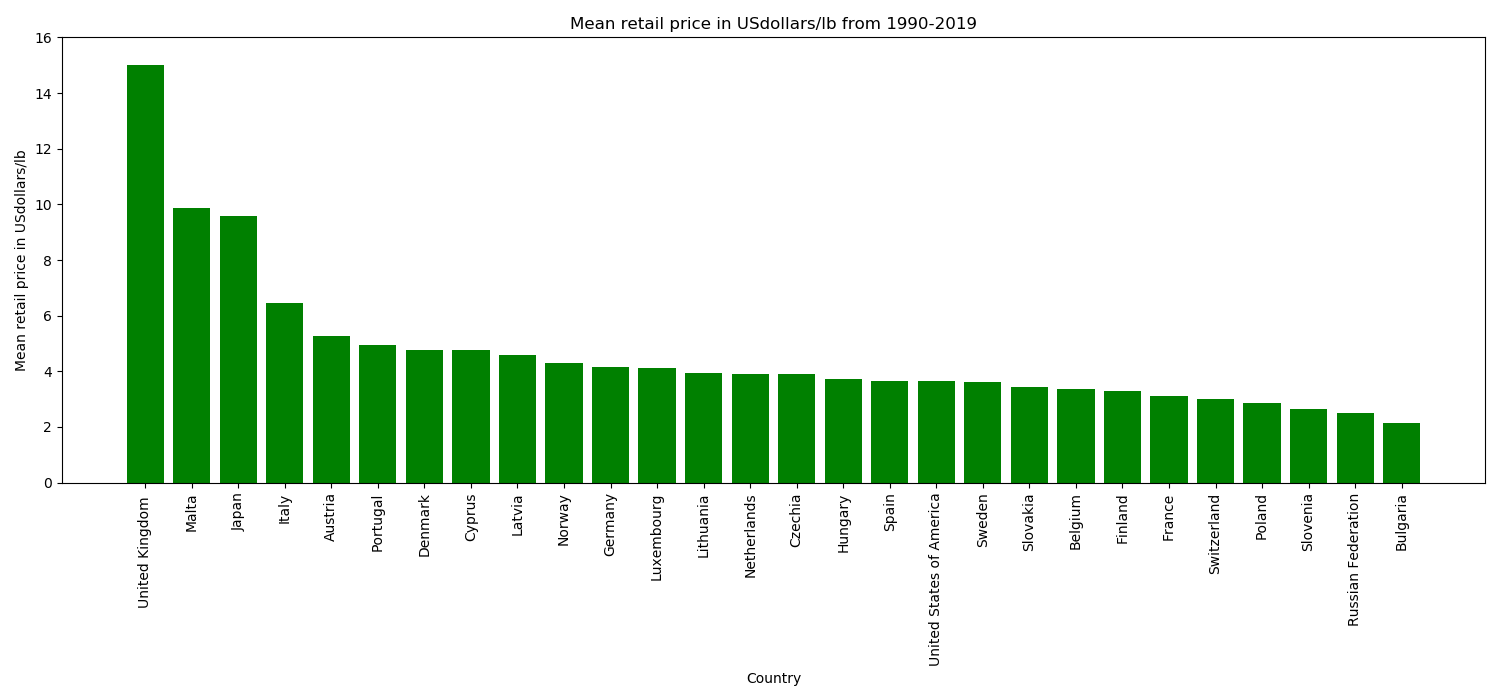 Mean retail price in USdollars/lb from 1990-2019
Mean retail price in USdollars/lb
16
14
12
10
8
6
4
2
0
United Kingdom
Malta
Japan
Italy
Austria
Portugal
Denmark
Cyprus
Latvia
Norway
Germany
Luxembourg
Lithuania
Netherlands
Czechia
Hungary
Spain
United States of America
Sweden
Slovakia
Belgium
Finland
France
Switzerland
Poland
Slovenia
Russian Federation
Bulgaria
Country